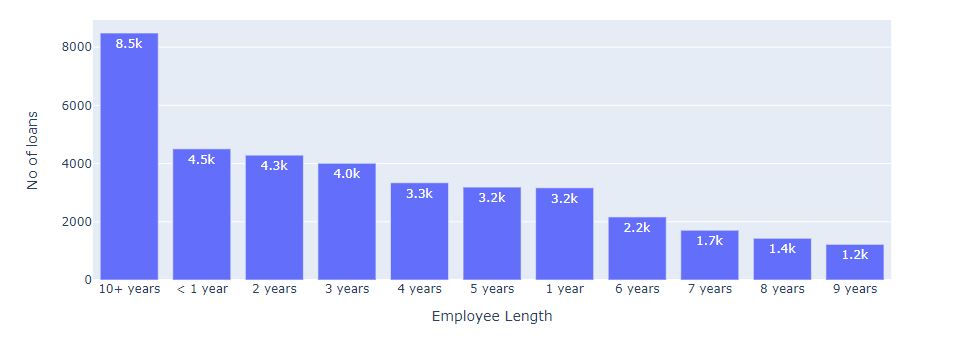 8000
6000
4000
2000
0
No of loans
8.5k
4.5k
4.3k
4.0k
3.3k
3.2k
3.2k
2.2k
1.7k
1.4k
1.2k
10+ years
< 1 year
2 years
3 years
4 years
5 years
1 year
6 years
7 years
8 years
9 years
Employee Length